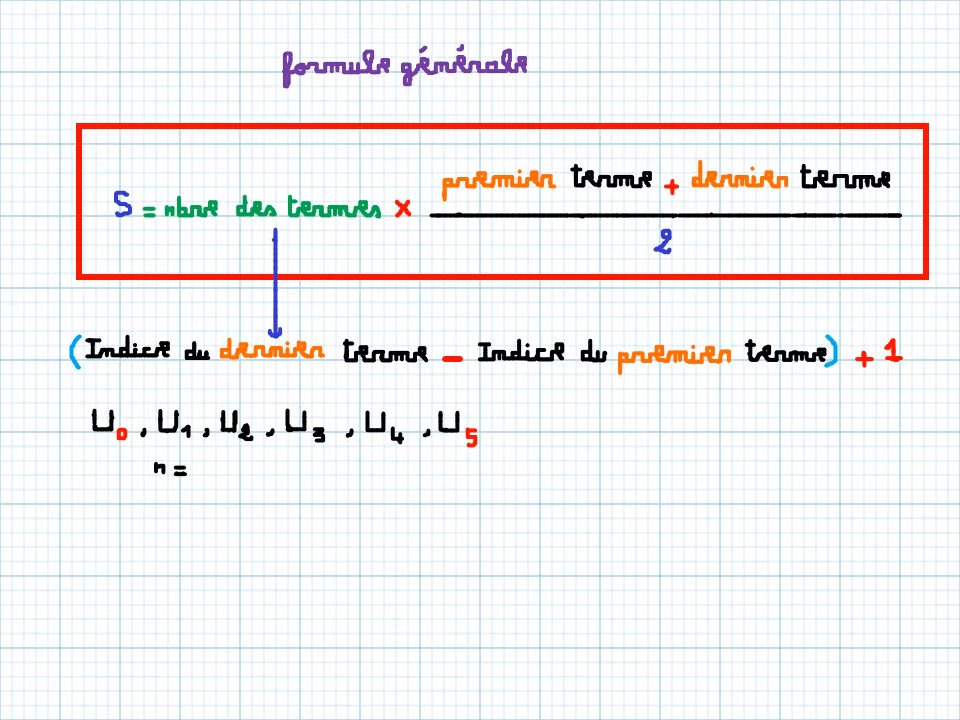 formule générale
premier terme + dernier terme
S = nbre des termes ×
2
(Indice du dernier terme - Indice du premier terme) + 1
U0, U1, U2, U3, U4, U5
n =